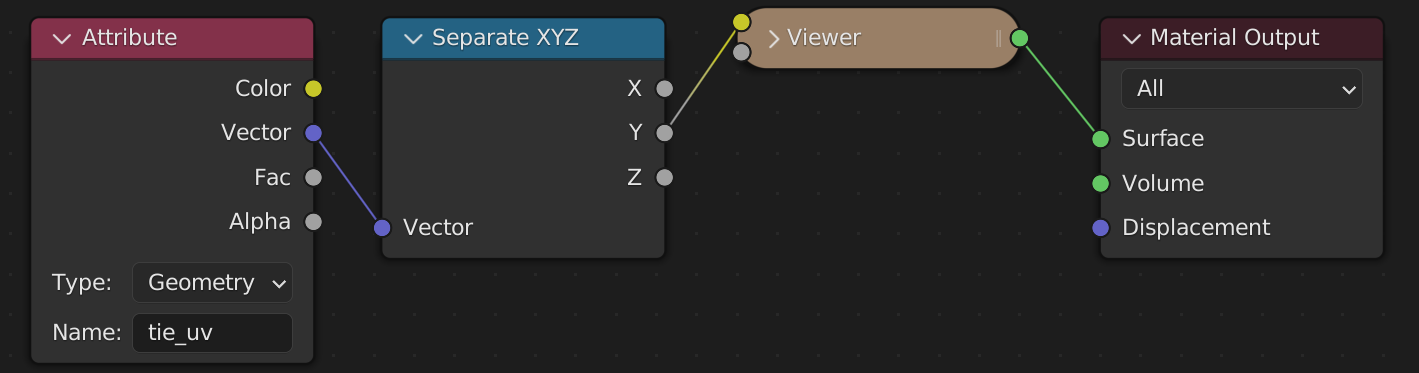 Attribute
Color
Vector
Fac
Alpha
Type: Geometry
Name: tie_uv
Separate XYZ
X
Y
Z
Vector
Viewer
Material Output
All
Surface
Volume
Displacement